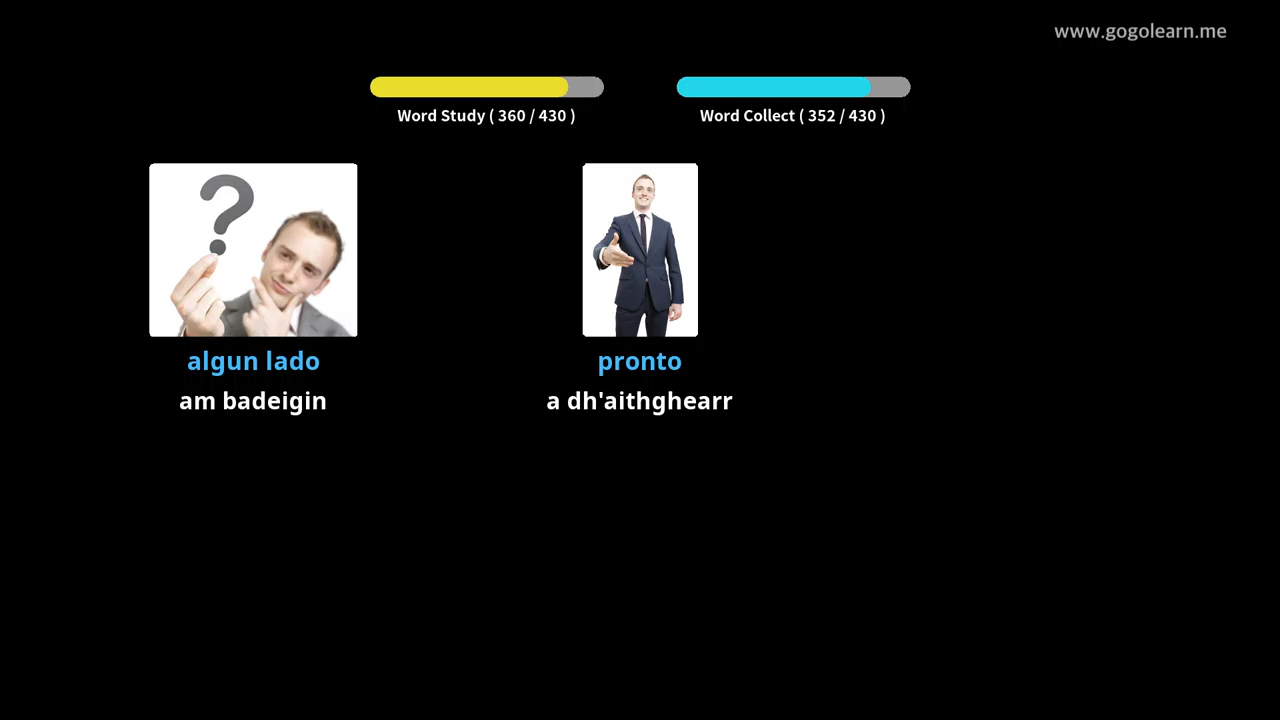 www.gogolearn.me
Word Study ( 360 / 430 )
Word Collect ( 352 / 430 )
algun lado
am badeigin
pronto
a dh'aithghearr